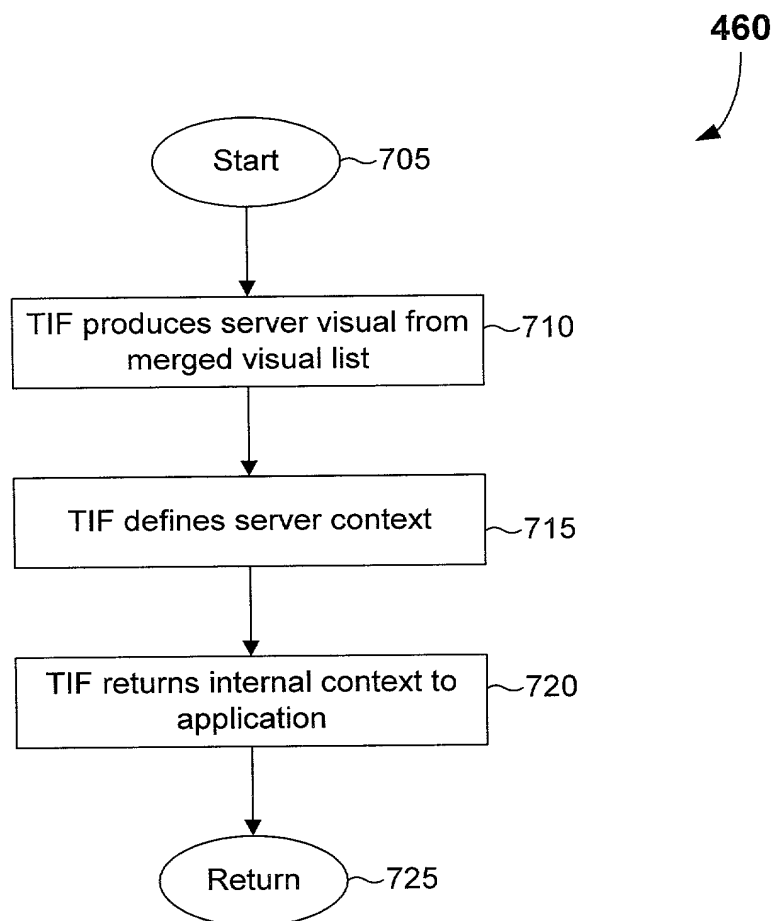 460
Start
705
TIF produces server visual from
merged visual list
710
TIF defines server context
715
TIF returns internal context to
application
720
Return
725